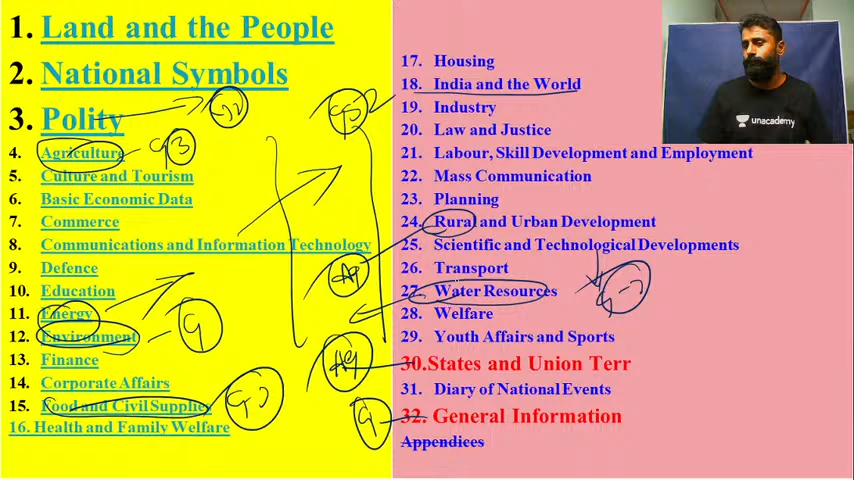 1. Land and the People
2. National Symbols
3. Polity
4. Agriculture
5. Culture and Tourism
6. Basic Economic Data
7. Commerce
8. Communications and Information Technology
9. Defence
10. Education
11. Energy
12. Environment
13. Finance
14. Corporate Affairs
15. Food and Civil Supplies
16. Health and Family Welfare
17. Housing
18. India and the World
19. Industry
20. Law and Justice
21. Labour, Skill Development and Employment
22. Mass Communication
23. Planning
24. Rural and Urban Development
25. Scientific and Technological Developments
26. Transport
27. Water Resources
28. Welfare
29. Youth Affairs and Sports
30.States and Union Terr
31. Diary of National Events
32. General Information
Appendices
unacademy